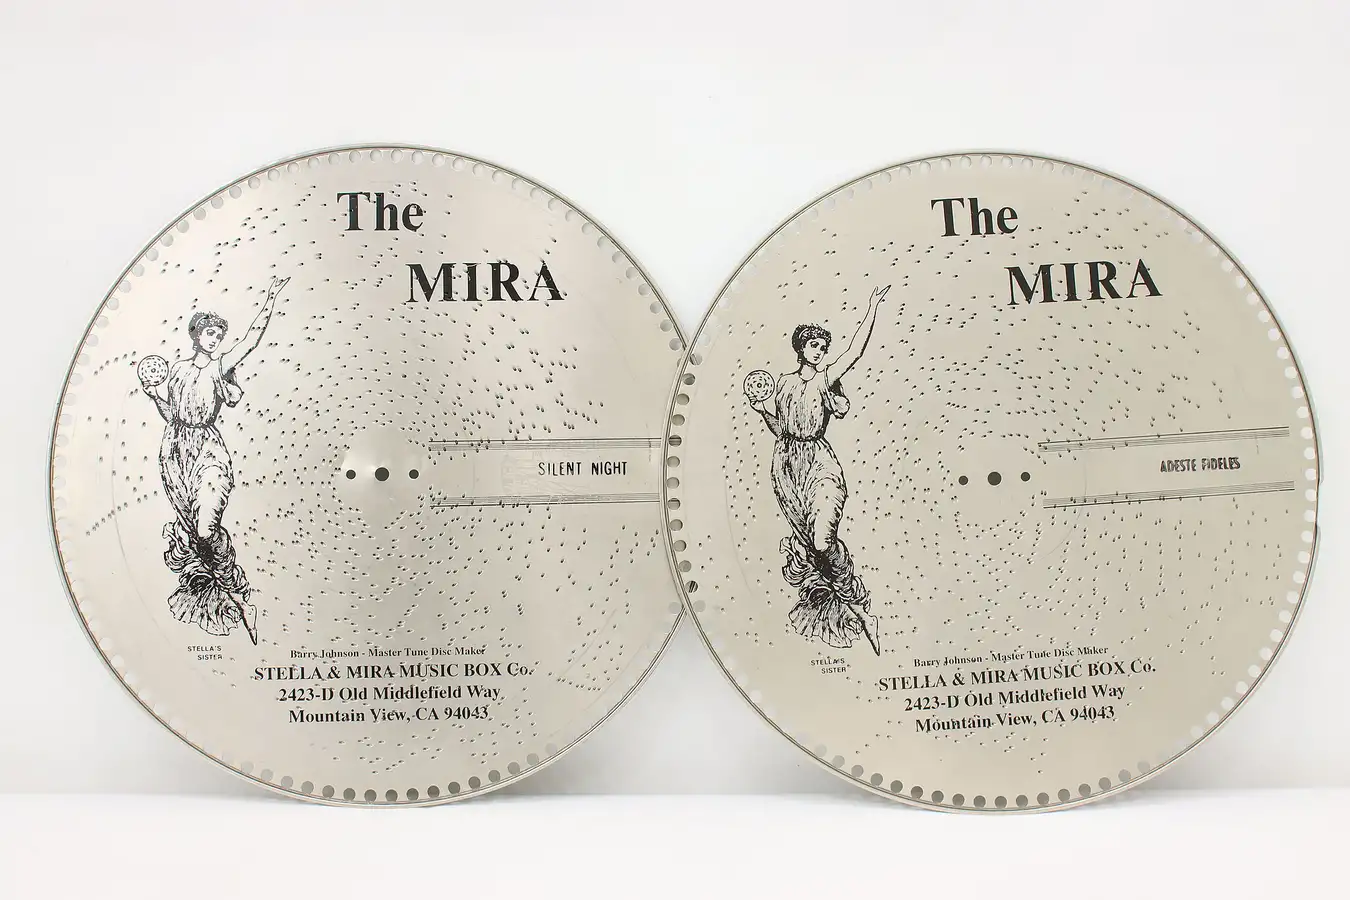 The
MIRA
SILENT NIGHT
STELLA'S
SISTER
Barry Johnson - Master Tune Disc Maker
STELLA & MIRA MUSIC BOX Co.
2423-D Old Middlefield Way
Mountain View, CA 94043
The
MIRA
ADESTE FIDELES
STELLA'S
SISTER
Barry Johnson - Master Tune Disc Maker
STELLA & MIRA MUSIC BOX Co.
2423-D Old Middlefield Way
Mountain View, CA 94043